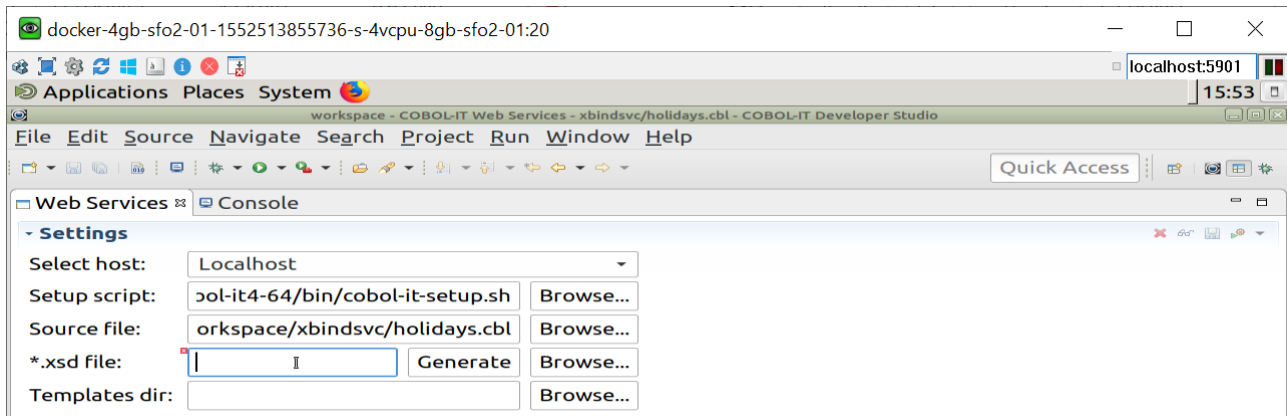 docker-4gb-sfo2-01-1552513855736-s-4vcpu-8gb-sfo2-01:20
localhost:5901
Applications Places System 15:53
workspace - COBOL-IT Web Services - xbindsvc/holidays.cbl - COBOL-IT Developer Studio
File Edit Source Navigate Search Project Run Window Help
Quick Access
Web Services Console
Settings
Select host: Localhost
Setup script: ool-it4-64/bin/cobol-it-setup.sh Browse...
Source file: orkspace/xbindsvc/holidays.cbl Browse...
*.xsd file: Generate Browse...
Templates dir: Browse...